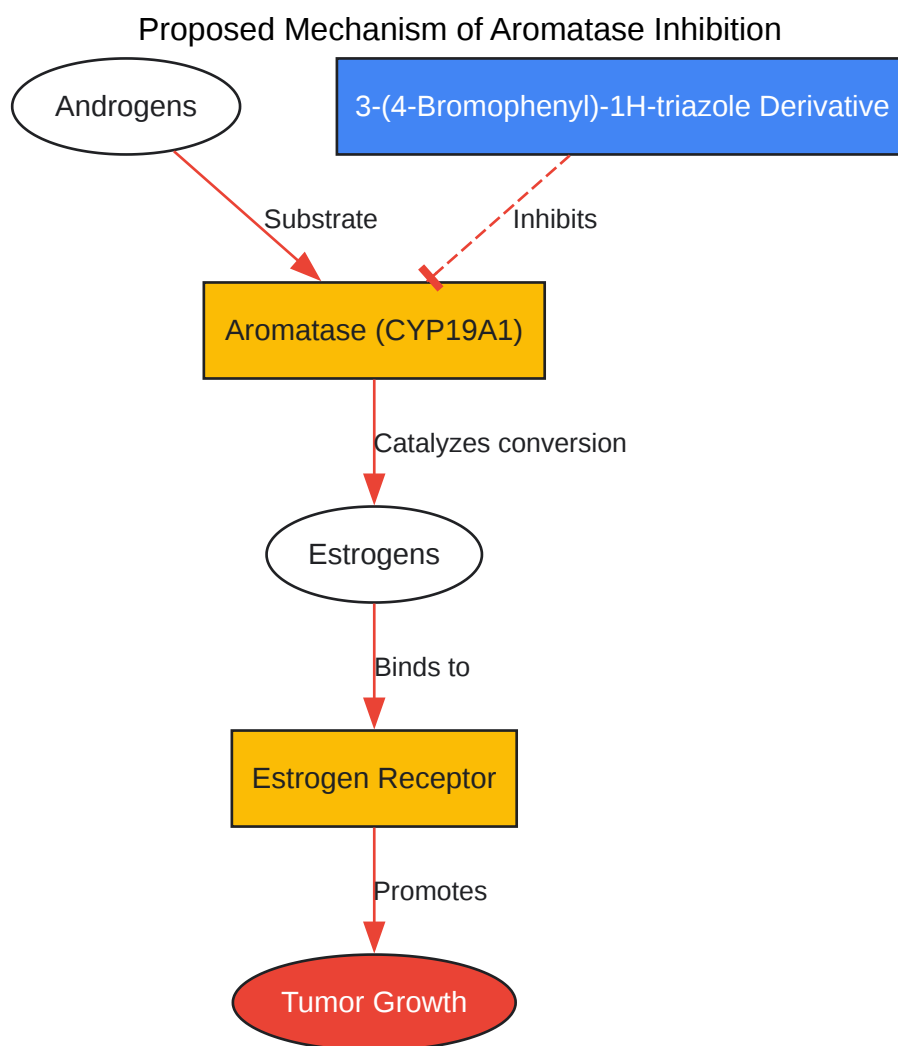 Proposed Mechanism of Aromatase Inhibition
Androgens
3-(4-Bromophenyl)-1H-triazole Derivative
Substrate
Inhibits
Aromatase (CYP19A1)
Catalyzes conversion
Estrogens
Binds to
Estrogen Receptor
Promotes
Tumor Growth